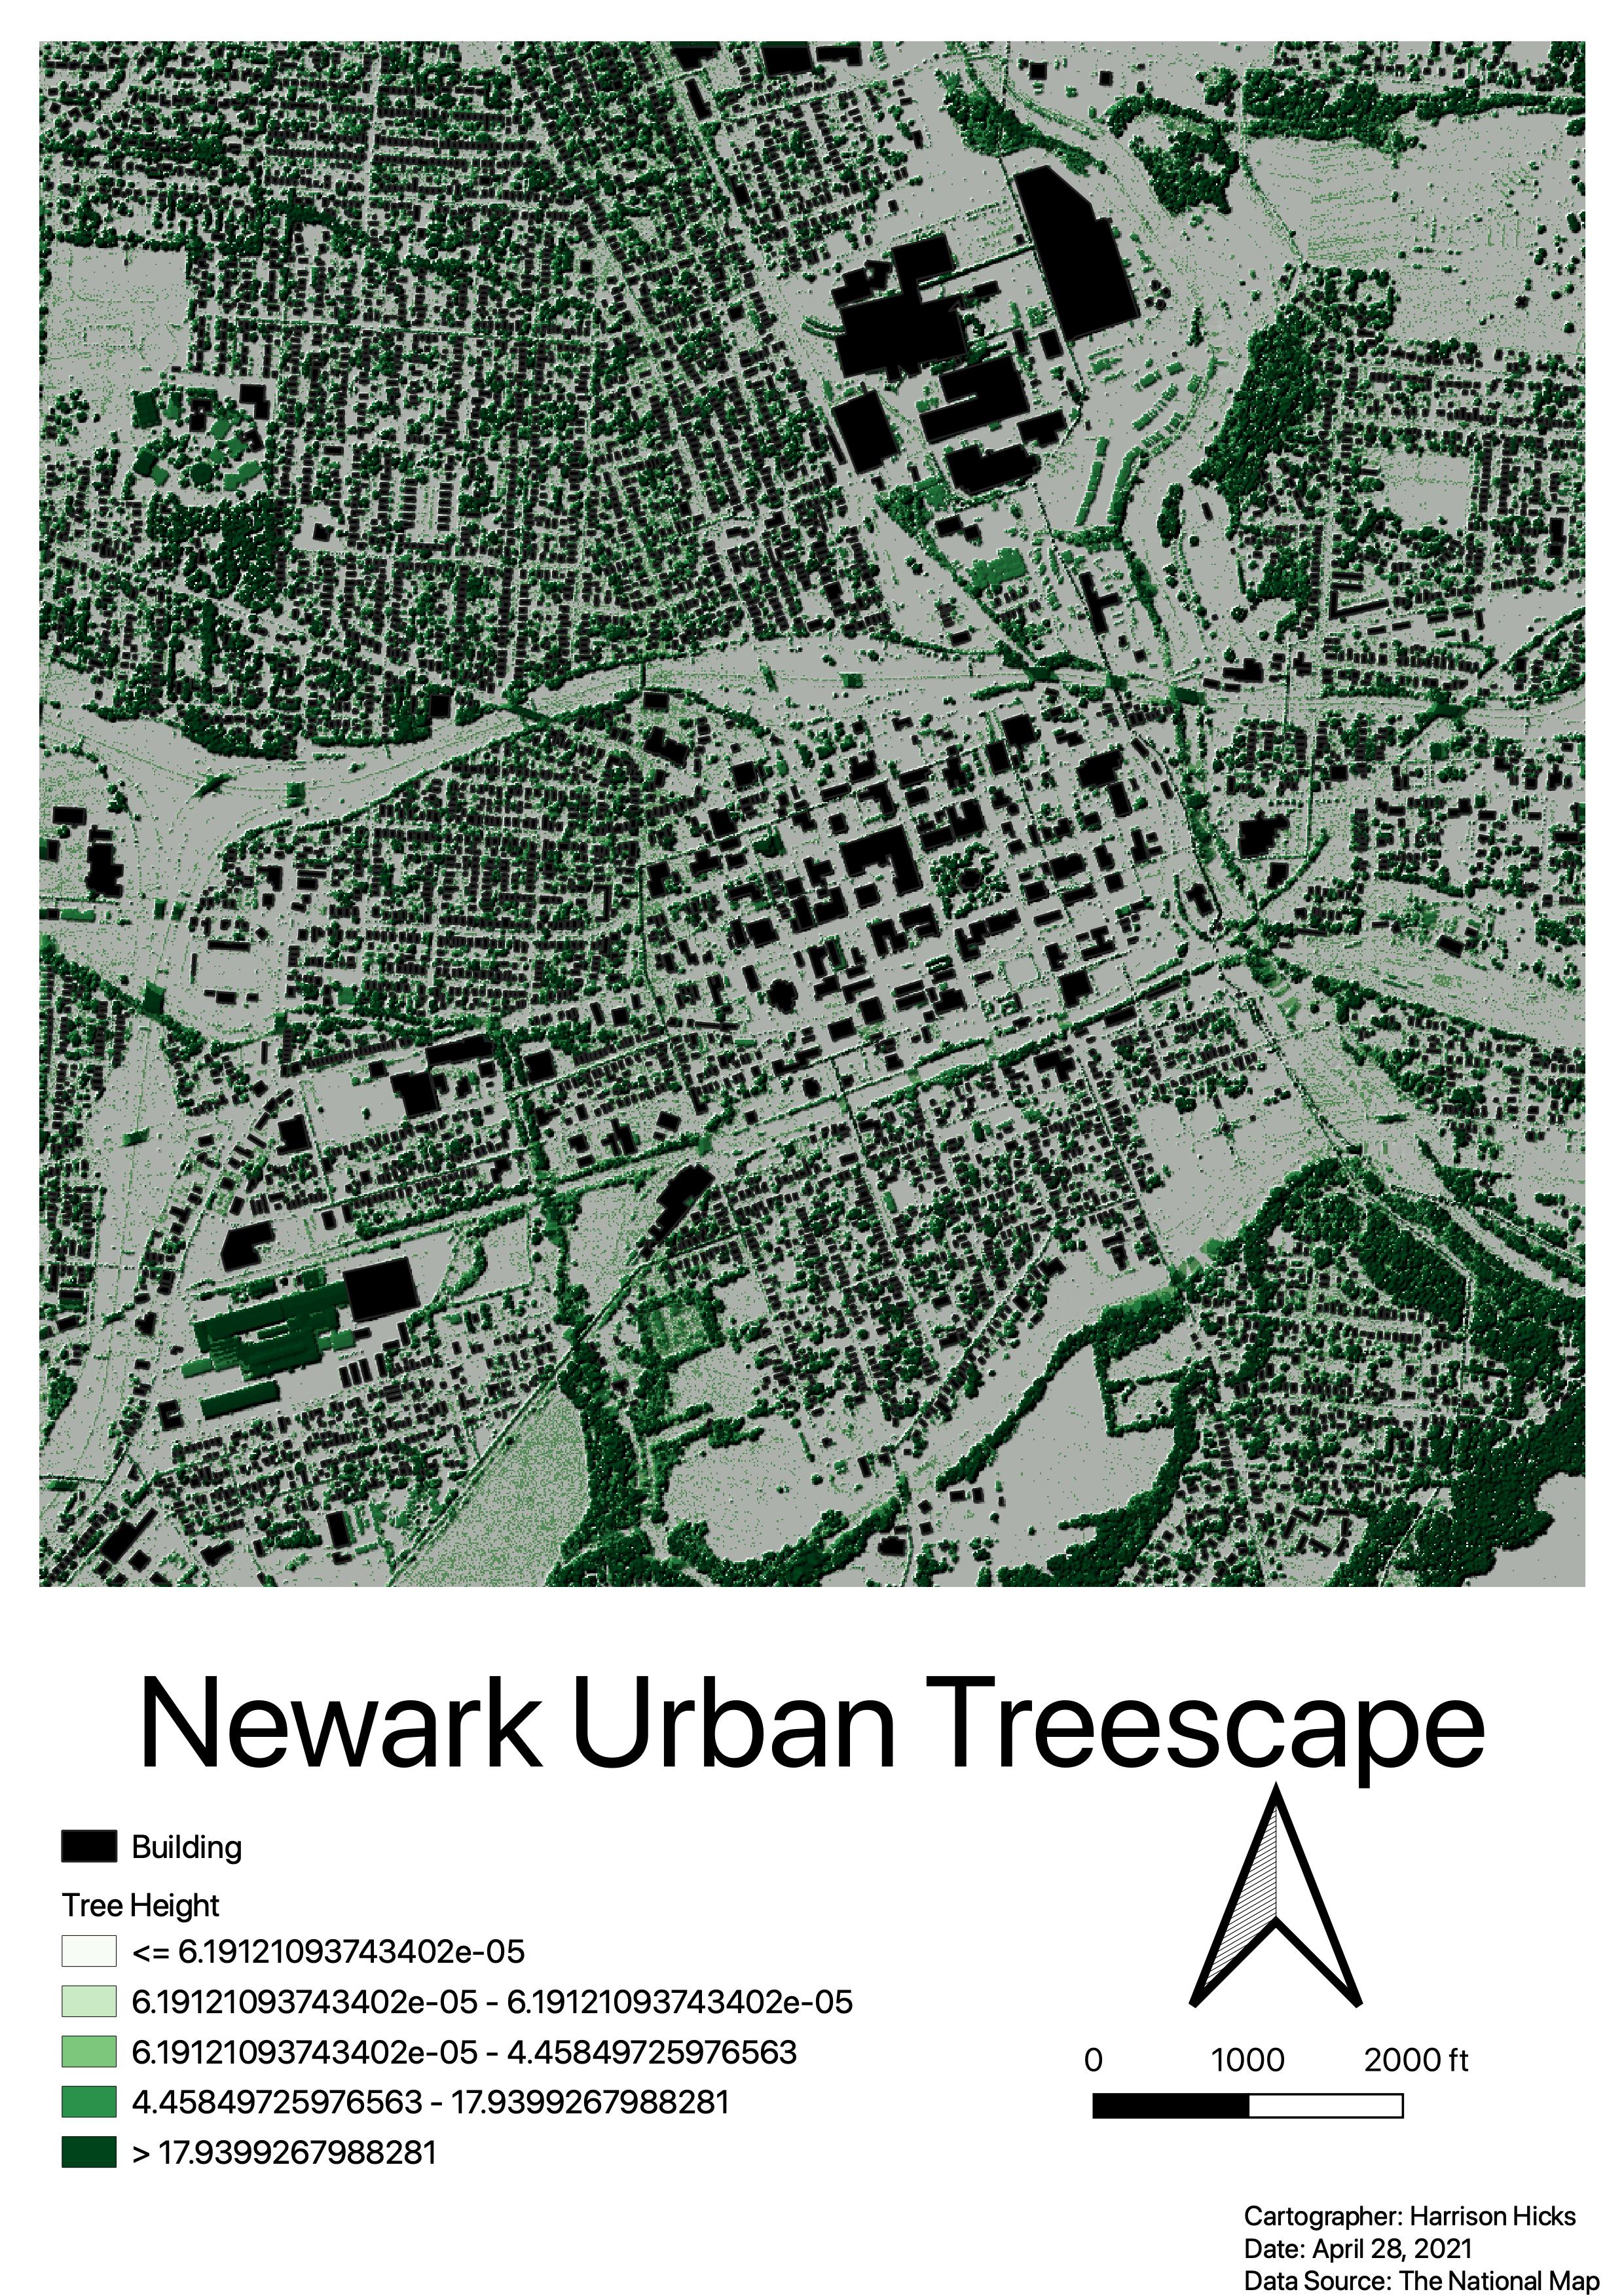 Newark Urban Treescape
Building
Tree Height
<= 6.19121093743402e-05
6.19121093743402e-05 - 6.19121093743402e-05
6.19121093743402e-05 - 4.45849725976563
4.45849725976563 - 17.9399267988281
> 17.9399267988281
0 1000 2000 ft
Cartographer: Harrison Hicks
Date: April 28, 2021
Data Source: The National Map